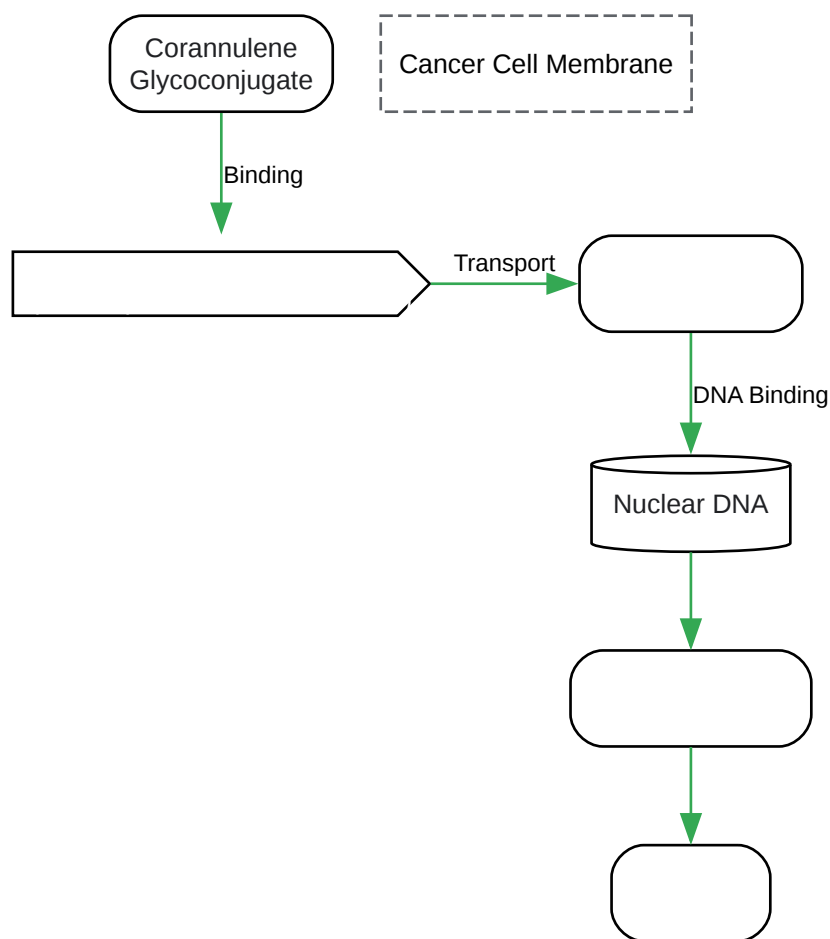 Corannulene
Glycoconjugate
Cancer Cell Membrane
Binding
Transport
DNA Binding
Nuclear DNA